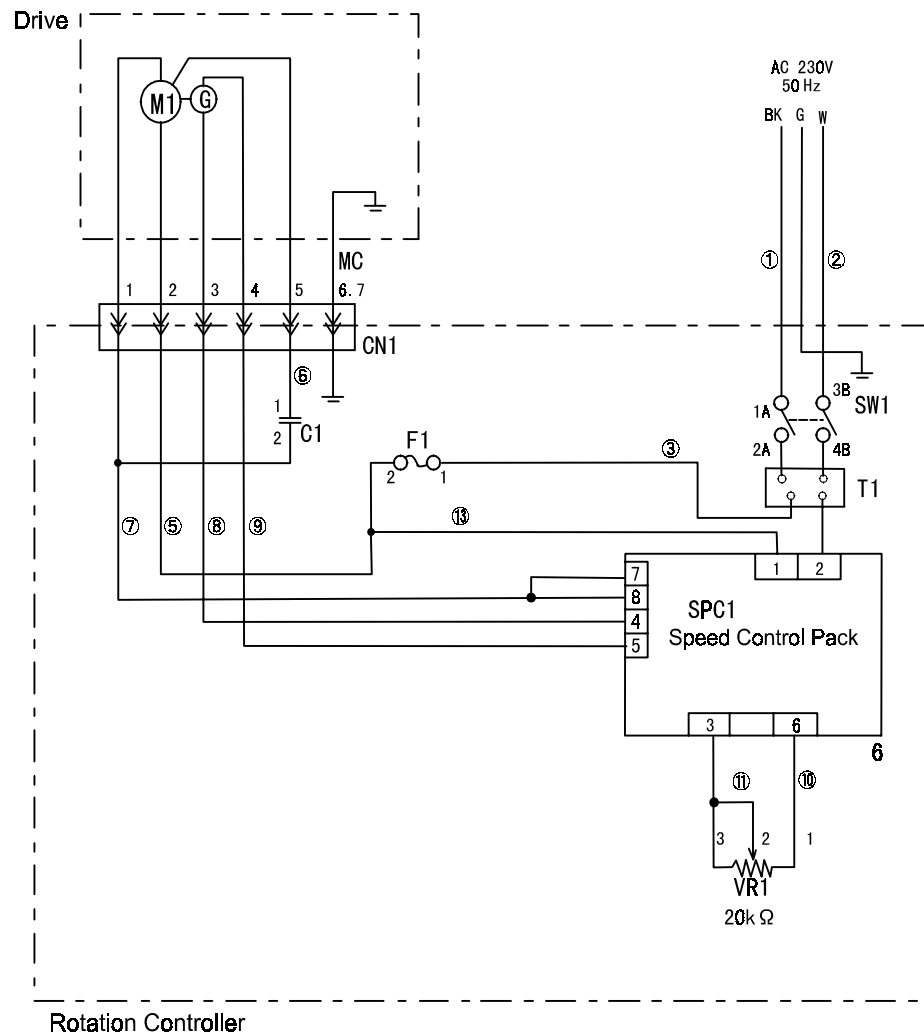 Drive
AC 230V
50 Hz
M1
G
BK G W
① ②
MC
1 2 3 4 5 6.7
CN1
⑥
1
2
C1
3B
1A
SW1
2A
4B
F1
2 1
③
T1
⑦ ⑤ ⑧ ⑨
⑬
1 2
7
8
4
5
SPC1
Speed Control Pack
3 6
6
⑪ ⑩
3 2 1
VR1
20k Ω
Rotation Controller